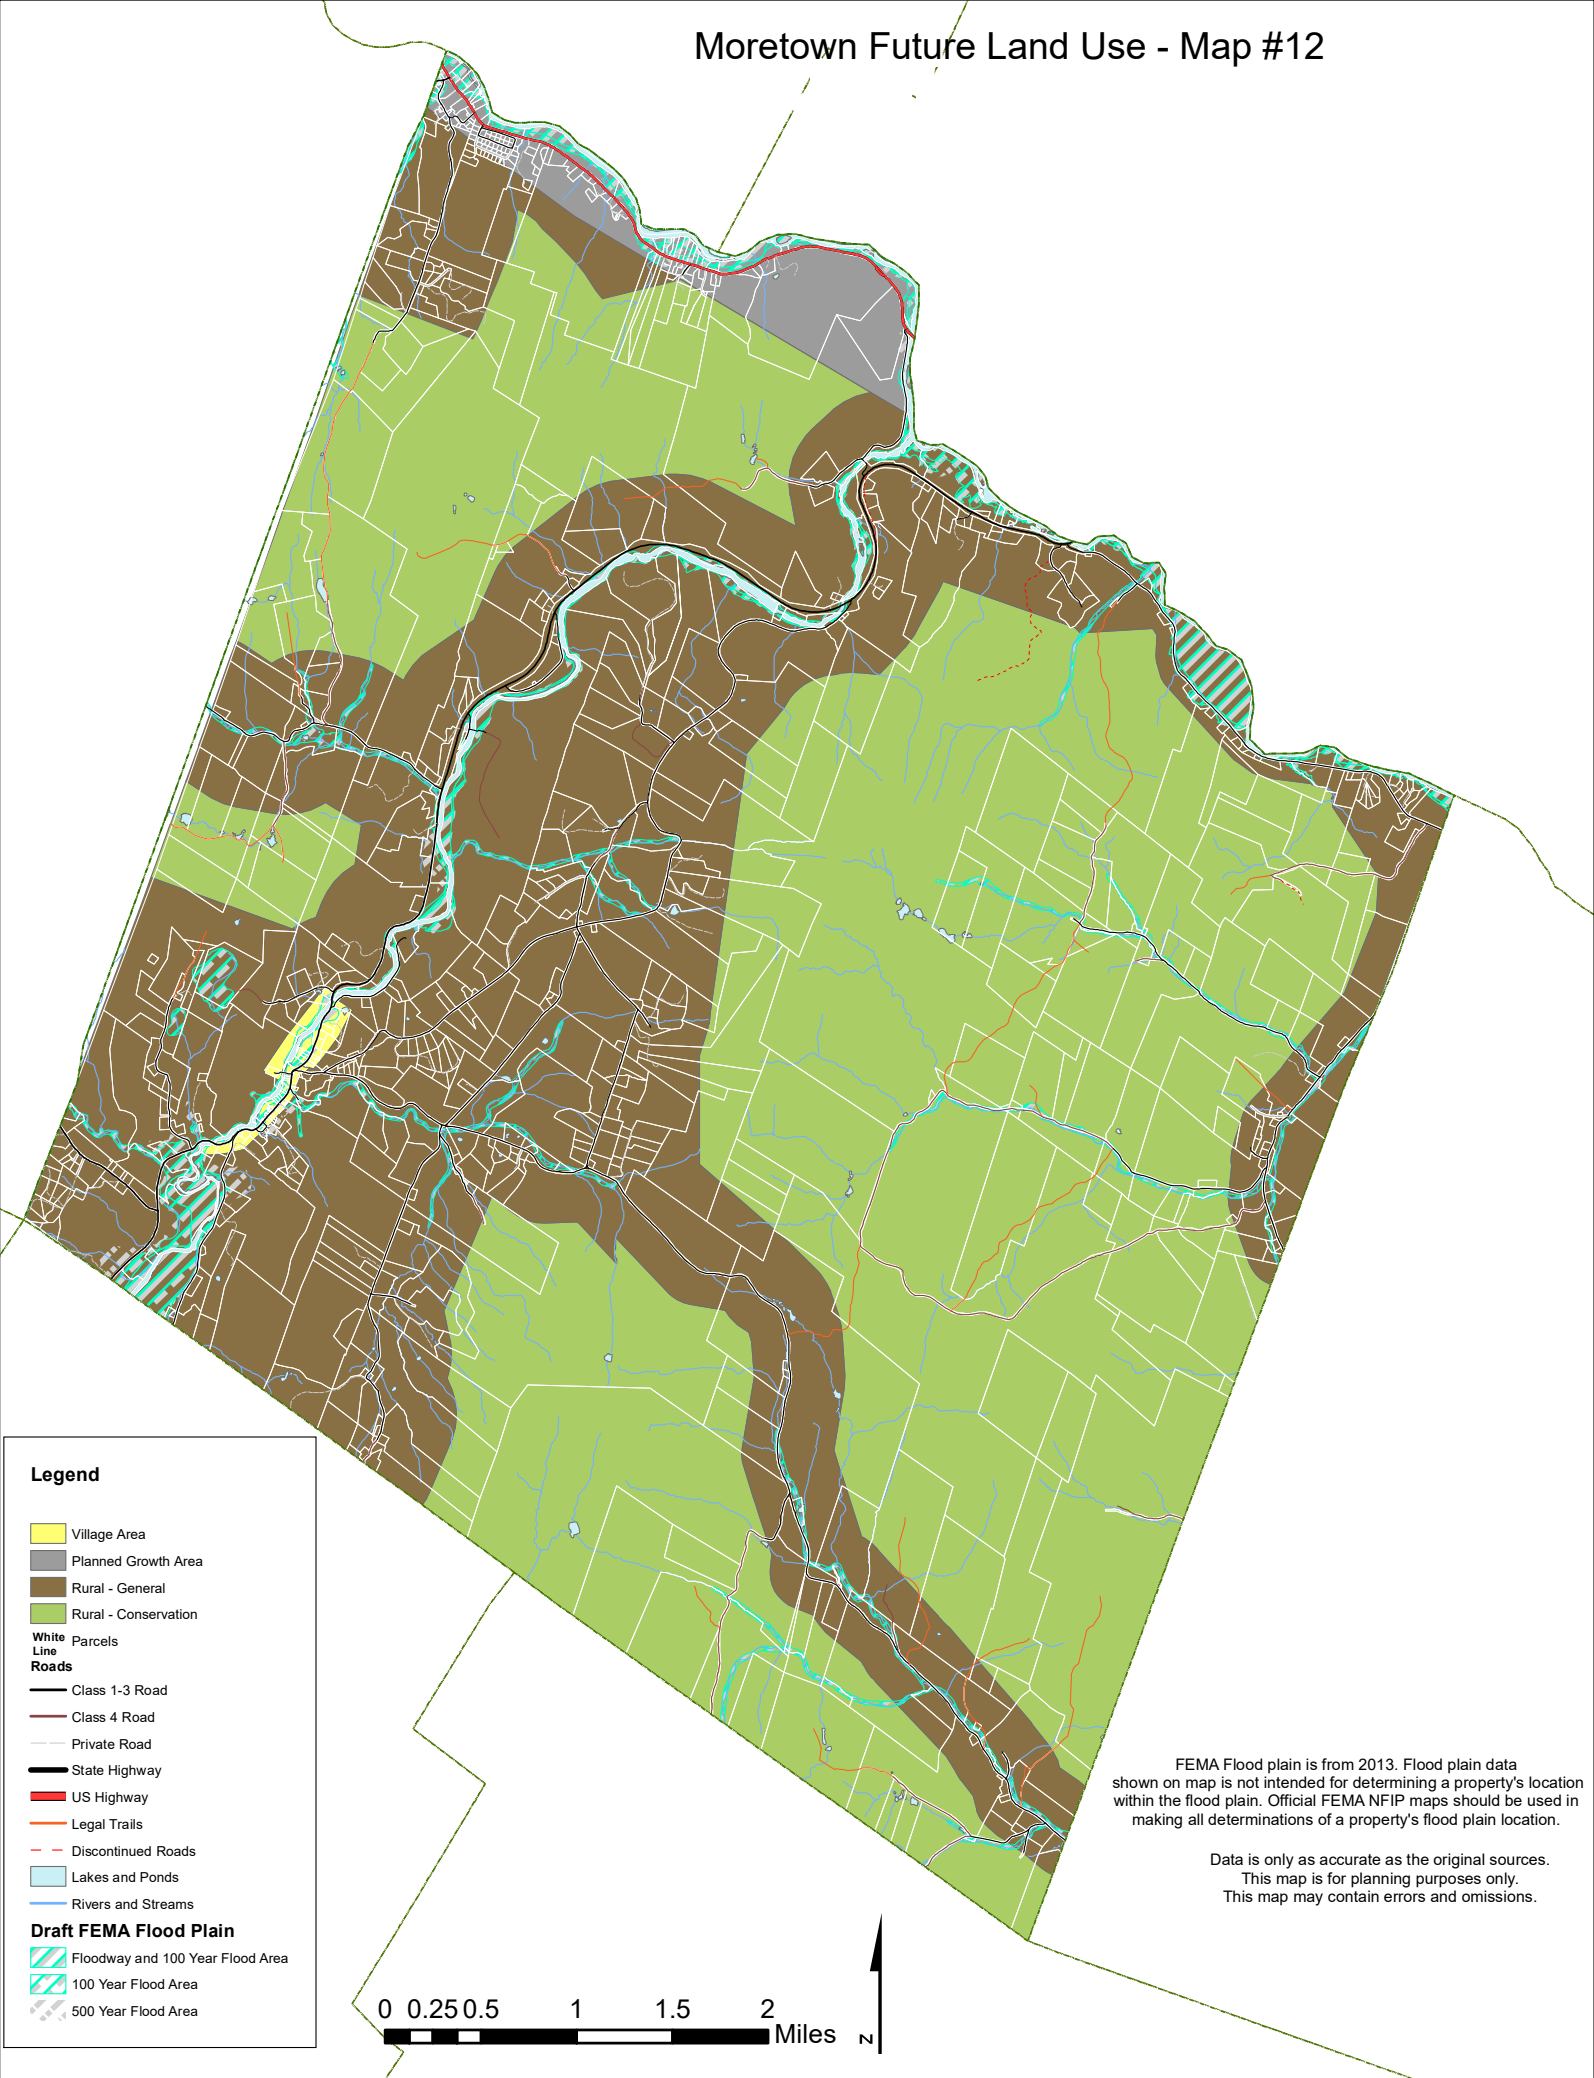 Moretown Future Land Use - Map #12
Legend
Village Area
Planned Growth Area
Rural - General
Rural - Conservation
White
Line
Parcels
Roads
Class 1-3 Road
Class 4 Road
Private Road
State Highway
US Highway
Legal Trails
Discontinued Roads
Lakes and Ponds
Rivers and Streams
Draft FEMA Flood Plain
Floodway and 100 Year Flood Area
100 Year Flood Area
500 Year Flood Area
FEMA Flood plain is from 2013. Flood plain data
shown on map is not intended for determining a property's location
within the flood plain. Official FEMA NFIP maps should be used in
making all determinations of a property's flood plain location.
Data is only as accurate as the original sources.
This map is for planning purposes only.
This map may contain errors and omissions.
0 0.25 0.5 1 1.5 2
Miles
N